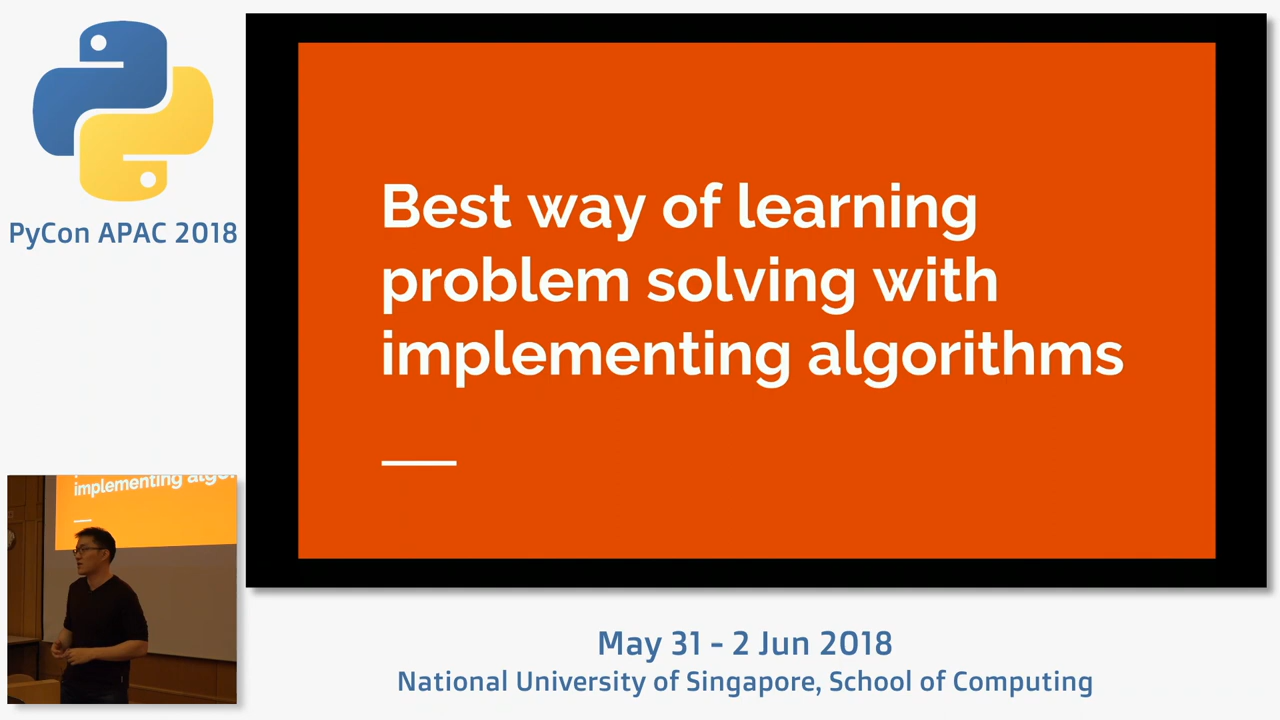 PyCon APAC 2018
Best way of learning
problem solving with
implementing algorithms
implementing algor
May 31 - 2 Jun 2018
National University of Singapore, School of Computing